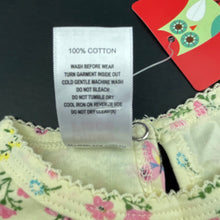 100% COTTON
WASH BEFORE WEAR
TURN GARMENT INSIDE OUT
COLD GENTLE MACHINE WASH
DO NOT BLEACH
DO NOT TUMBLE DRY
COOL IRON ON REVERSE
DO NOT DRY CLEAN